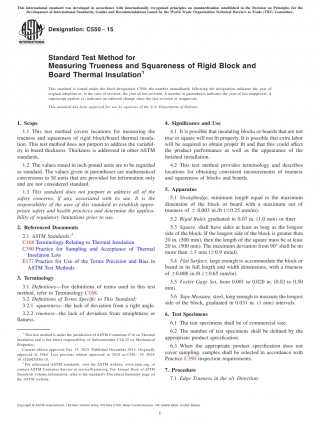 This international standard was developed in accordance with internationally recognized principles on standardization established in the Decision on Principles for the
Development of International Standards, Guides and Recommendations issued by the World Trade Organization Technical Barriers to Trade (TBT) Committee.
Designation: C550 − 15
INTERNATIONAL
Standard Test Method for
Measuring Trueness and Squareness of Rigid Block and
Board Thermal Insulation1
This standard is issued under the fixed designation C550; the number immediately following the designation indicates the year of
original adoption or, in the case of revision, the year of last revision. A number in parentheses indicates the year of last reapproval. A
superscript epsilon (ε) indicates an editorial change since the last revision or reapproval.
This standard has been approved for use by agencies of the U.S. Department of Defense.
1. Scope
1.1 This test method covers locations for measuring the
trueness and squareness of rigid block/board thermal insula-
tion. This test method does not purport to address the variabil-
ity in board thickness. Thickness is addressed in other ASTM
standards.
1.2 The values stated in inch-pound units are to be regarded
as standard. The values given in parentheses are mathematical
conversions to SI units that are provided for information only
and are not considered standard.
1.3 This standard does not purport to address all of the
safety concerns, if any, associated with its use. It is the
responsibility of the user of this standard to establish appro-
priate safety and health practices and determine the applica-
bility of regulatory limitations prior to use.
2. Referenced Documents
2.1 ASTM Standards:2
C168 Terminology Relating to Thermal Insulation
C390 Practice for Sampling and Acceptance of Thermal
Insulation Lots
E177 Practice for Use of the Terms Precision and Bias in
ASTM Test Methods
3. Terminology
3.1 Definitions—For definitions of terms used in this test
method, refer to Terminology C168.
3.2 Definitions of Terms Specific to This Standard:
3.2.1 squareness—the lack of deviation from a right angle.
3.2.2 trueness—the lack of deviation from straightness or
flatness.
1 This test method is under the jurisdiction of ASTM Committee C16 on Thermal
Insulation and is the direct responsibility of Subcommittee C16.32 on Mechanical
Properties.
Current edition approved Oct. 15, 2015. Published December 2015. Originally
approved in 1965. Last previous edition approved in 2010 as C550 – 10. DOI:
10.1520/C0550-15.
2 For referenced ASTM standards, visit the ASTM website, www.astm.org, or
contact ASTM Customer Service at service@astm.org. For Annual Book of ASTM
Standards volume information, refer to the standard's Document Summary page on
the ASTM website.
4. Significance and Use
4.1 It is possible that insulating blocks or boards that are not
true or square will not fit properly. It is possible that extra labor
will be required to obtain proper fit and that this could affect
the product performance as well as the appearance of the
finished installation.
4.2 This test method provides terminology and describes
locations for obtaining consistent measurements of trueness
and squareness of blocks and boards.
5. Apparatus
5.1 Straightedge, minimum length equal to the maximum
dimension of the block or board with a maximum out of
trueness of ± 0.003 in./ft (±0.25 mm/m).
5.2 Rigid Rules, graduated to 0.03 in. (1.0 mm) or finer.
5.3 Square, shall have sides at least as long as the longest
side of the block. If the longest side of the block is greater than
20 in. (500 mm), then the length of the square must be at least
20 in. (500 mm). The maximum deviation from 90° shall be no
more than ±3 min (±0.9 mrad).
5.4 Flat Surface, large enough to accommodate the block or
board in its full length and width dimensions, with a trueness
of ± 0.008 in./ft (±0.65 mm/m).
5.5 Feeler Gage Set, from 0.001 to 0.020 in. (0.03 to 0.50
mm).
5.6 Tape Measure, steel, long enough to measure the longest
side of the block, graduated in 0.031 in. (1 mm) intervals.
6. Test Specimens
6.1 The test specimens shall be of commercial size.
6.2 The number of test specimens shall be defined by the
appropriate product specification.
6.3 When the appropriate product specification does not
cover sampling, samples shall be selected in accordance with
Practice C390 inspection requirements.
7. Procedure
7.1 Edge Trueness in the x/y Direction:
Copyright © ASTM International, 100 Barr Harbor Drive, PO Box C700, West Conshohocken, PA 19428-2959. United States
1